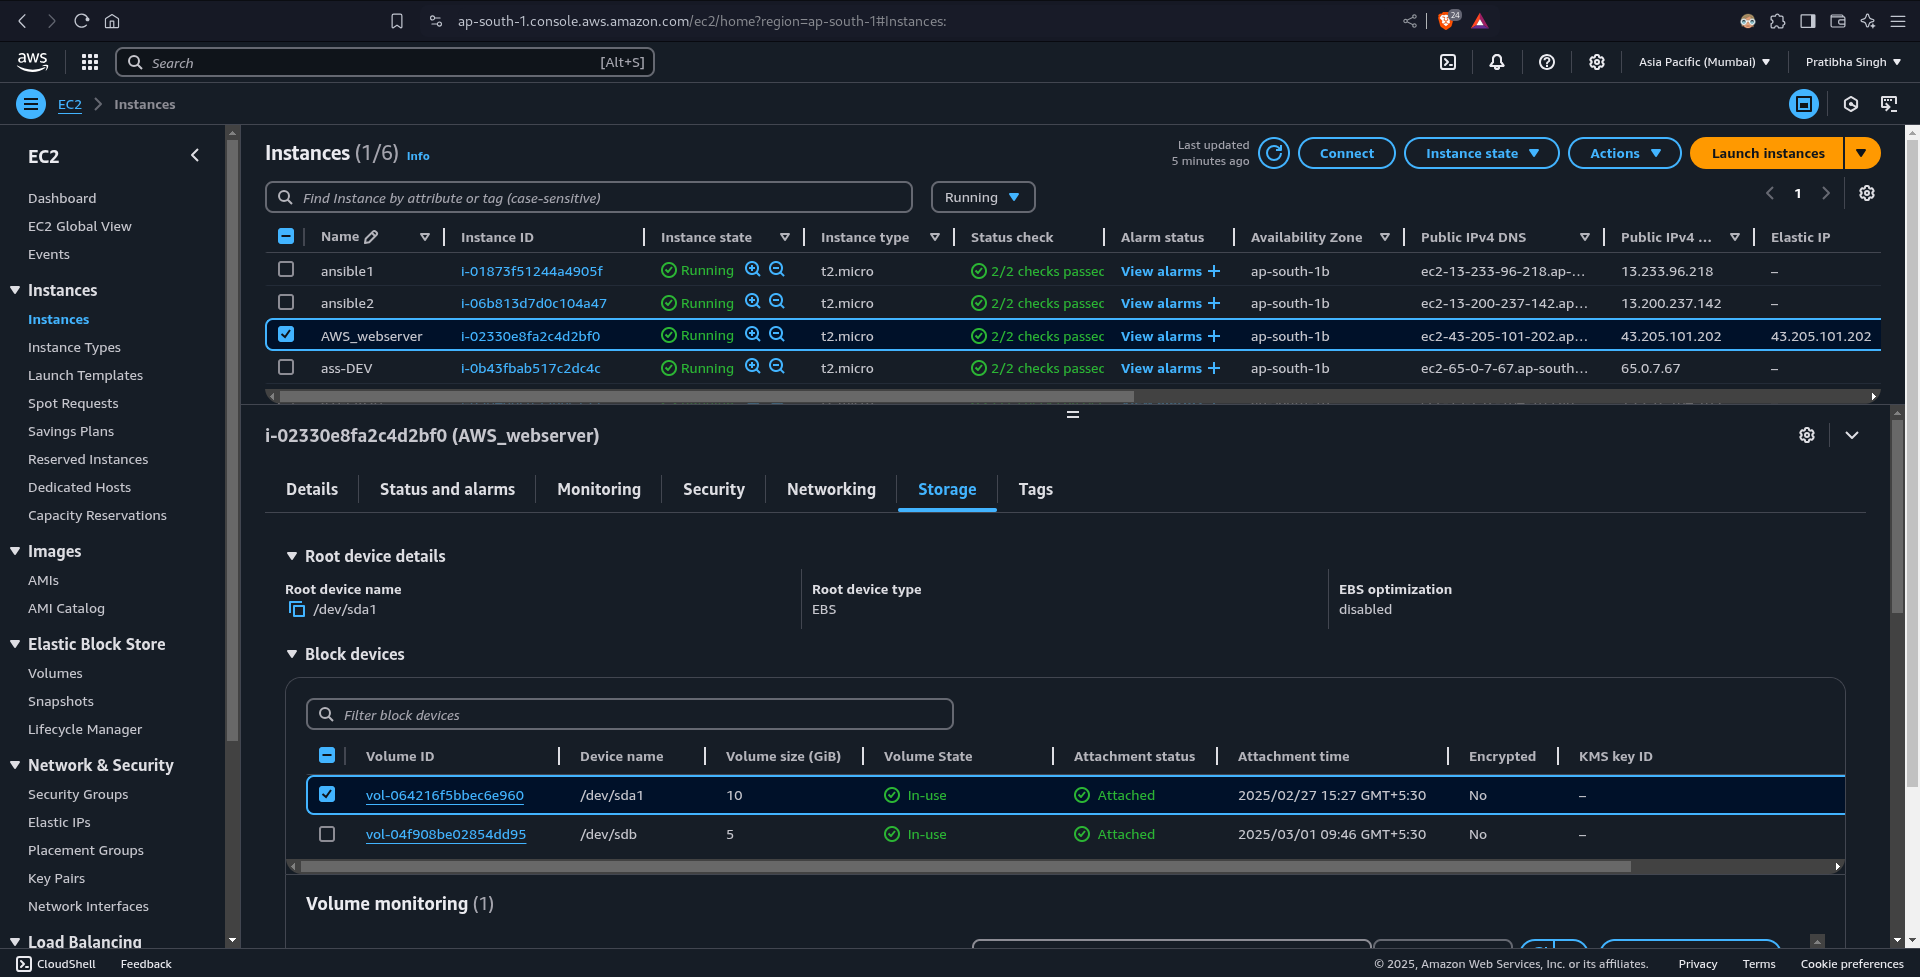 ap-south-1.console.aws.amazon.com/ec2/home?region=ap-south-1#Instances:
24
aws
Search
[Alt+S]
Asia Pacific (Mumbai)
Pratibha Singh
EC2
Instances
EC2
Dashboard
EC2 Global View
Events
Instances
Instances
Instance Types
Launch Templates
Spot Requests
Savings Plans
Reserved Instances
Dedicated Hosts
Capacity Reservations
Images
AMIs
AMI Catalog
Elastic Block Store
Volumes
Snapshots
Lifecycle Manager
Network & Security
Security Groups
Elastic IPs
Placement Groups
Key Pairs
Network Interfaces
Load Balancing
Instances (1/6) Info
Last updated
5 minutes ago
Connect
Instance state
Actions
Launch instances
Find Instance by attribute or tag (case-sensitive)
Running
1
Name Instance ID Instance state Instance type Status check Alarm status Availability Zone Public IPv4 DNS Public IPv4 ... Elastic IP
ansible1 i-01873f51244a4905f Running t2.micro 2/2 checks passec View alarms + ap-south-1b ec2-13-233-96-218.ap-... 13.233.96.218 –
ansible2 i-06b813d7d0c104a47 Running t2.micro 2/2 checks passec View alarms + ap-south-1b ec2-13-200-237-142.ap... 13.200.237.142 –
AWS_webserver i-02330e8fa2c4d2bf0 Running t2.micro 2/2 checks passec View alarms + ap-south-1b ec2-43-205-101-202.ap... 43.205.101.202 43.205.101.202
ass-DEV i-0b43fbab517c2dc4c Running t2.micro 2/2 checks passec View alarms + ap-south-1b ec2-65-0-7-67.ap-south... 65.0.7.67 –
i-02330e8fa2c4d2bf0 (AWS_webserver)
Details
Status and alarms
Monitoring
Security
Networking
Storage
Tags
Root device details
Root device name
/dev/sda1
Root device type
EBS
EBS optimization
disabled
Block devices
Filter block devices
Volume ID Device name Volume size (GiB) Volume State Attachment status Attachment time Encrypted KMS key ID
vol-064216f5bbec6e960 /dev/sda1 10 In-use Attached 2025/02/27 15:27 GMT+5:30 No –
vol-04f908be02854dd95 /dev/sdb 5 In-use Attached 2025/03/01 09:46 GMT+5:30 No –
Volume monitoring (1)
CloudShell
Feedback
© 2025, Amazon Web Services, Inc. or its affiliates.
Privacy
Terms
Cookie preferences